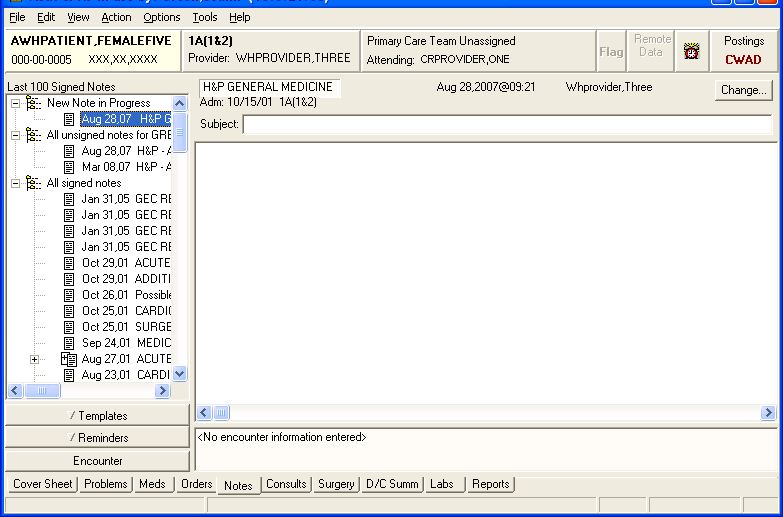 File Edit View Action Options Tools Help
AWHPATIENT,FEMALEFIVE
000-00-0005 XXX,XX,XXXX
1A(1&2)
Provider: WHPROVIDER,THREE
Primary Care Team Unassigned
Attending: CRPROVIDER,ONE
Flag
Remote
Data
Postings
CWAD
Last 100 Signed Notes
New Note in Progress
Aug 28,07 H&P G
All unsigned notes for GRE
Aug 28,07 H&P - A
Mar 08,07 H&P - A
All signed notes
Jan 31,05 GEC RE
Jan 31,05 GEC RE
Jan 31,05 GEC RE
Jan 31,05 GEC RE
Oct 29,01 ACUTE
Oct 29,01 ADDITI
Oct 26,01 Possible
Oct 25,01 CARDIO
Oct 25,01 SURGE
Sep 24,01 MEDIC
Aug 27,01 ACUTE
Aug 23,01 CARDI
/ Templates
/ Reminders
Encounter
H&P GENERAL MEDICINE Aug 28,2007@09:21 Whprovider,Three
Change...
Adm: 10/15/01 1A(1&2)
Subject:
<No encounter information entered>
Cover Sheet Problems Meds Orders Notes Consults Surgery D/C Summ Labs Reports